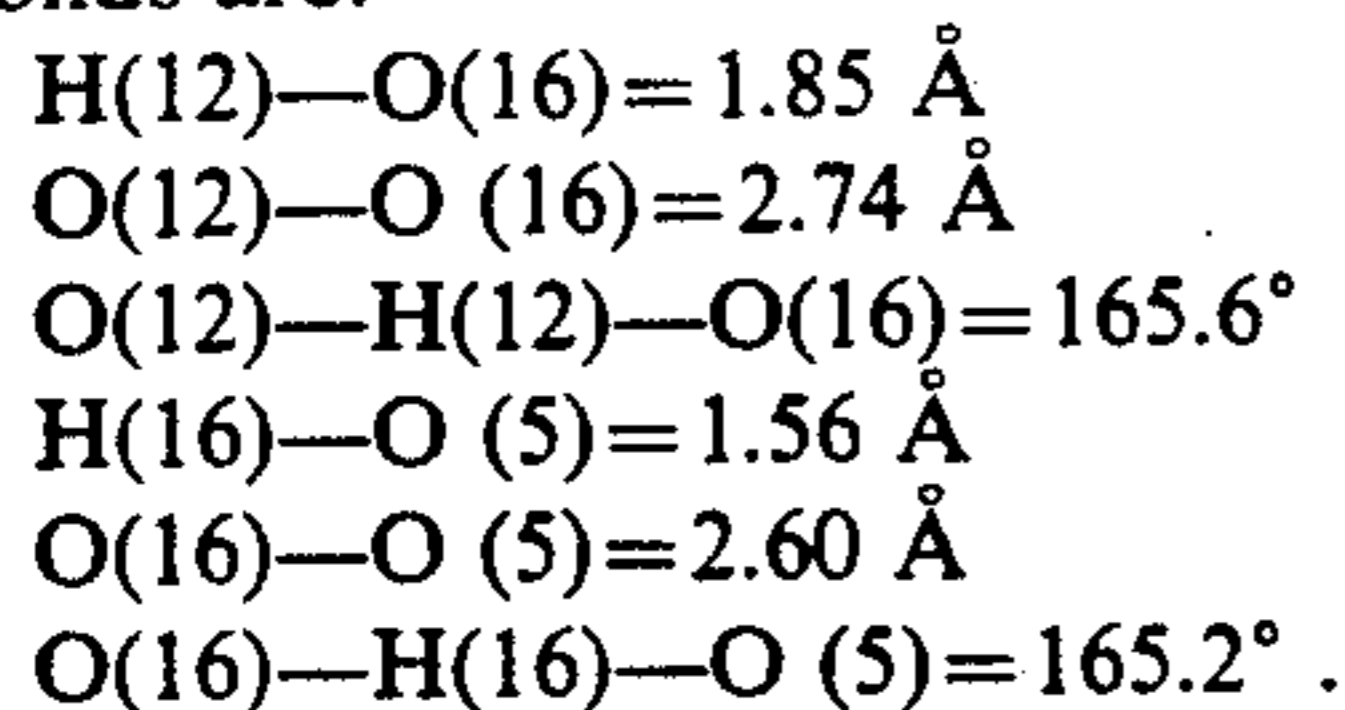 H(12)—O(16)=1.85 Å
O(12)—O (16)=2.74 Å
O(12)—H(12)—O(16)=165.6°
H(16)—O (5)=1.56 Å
O(16)—O (5)=2.60 Å
O(16)—H(16)—O (5)=165.2° .